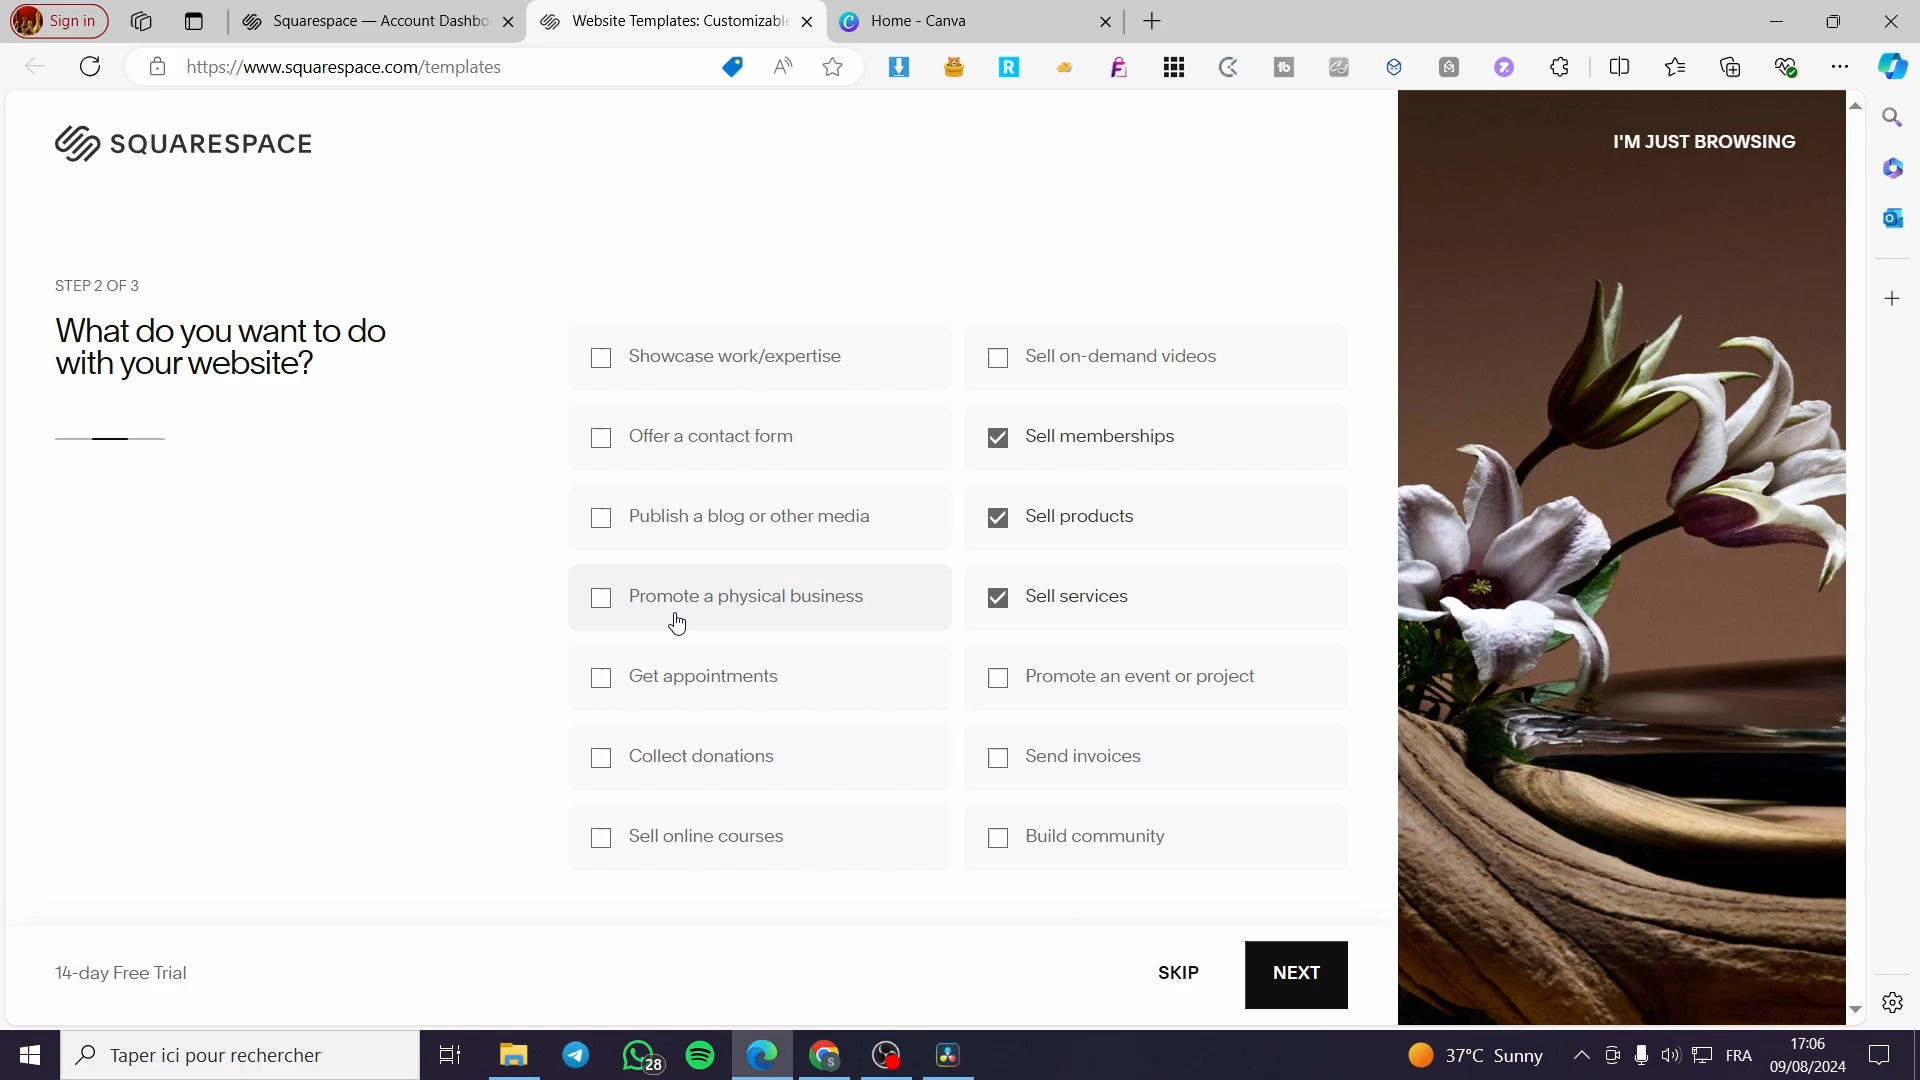 Sign in
Squarespace — Account Dashbo
Website Templates: Customizable
Home - Canva
https://www.squarespace.com/templates
SQUARESPACE
I'M JUST BROWSING
STEP 2 OF 3
What do you want to do
with your website?
Showcase work/expertise
Sell on-demand videos
Offer a contact form
Sell memberships
Publish a blog or other media
Sell products
Promote a physical business
Sell services
Get appointments
Promote an event or project
Collect donations
Send invoices
Sell online courses
Build community
14-day Free Trial
SKIP
NEXT
Taper ici pour rechercher
28
37°C Sunny
FRA
17:06
09/08/2024